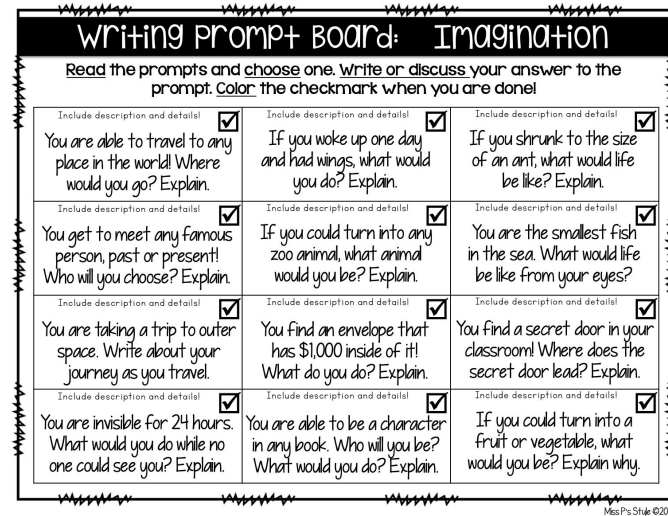 Writing Prompt Board: Imagination
Read the prompts and choose one. Write or discuss your answer to the
prompt. Color the checkmark when you are done!
Include description and details!
You are able to travel to any
place in the world! Where
would you go? Explain.
Include description and details!
If you woke up one day
and had wings, what would
you do? Explain.
Include description and details!
If you shrunk to the size
of an ant, what would life
be like? Explain.
Include description and details!
You get to meet any famous
person, past or present!
Who will you choose? Explain.
Include description and details!
If you could turn into any
zoo animal, what animal
would you be? Explain.
Include description and details!
You are the smallest fish
in the sea. What would life
be like from your eyes?
Include description and details!
You are taking a trip to outer
space. Write about your
journey as you travel.
Include description and details!
You find an envelope that
has $1,000 inside of it!
What do you do? Explain.
Include description and details!
You find a secret door in your
classroom! Where does the
secret door lead? Explain.
Include description and details!
You are invisible for 24 hours.
What would you do while no
one could see you? Explain.
Include description and details!
You are able to be a character
in any book. Who will you be?
What would you do? Explain.
Include description and details!
If you could turn into a
fruit or vegetable, what
would you be? Explain why.
Miss P's Style ©20